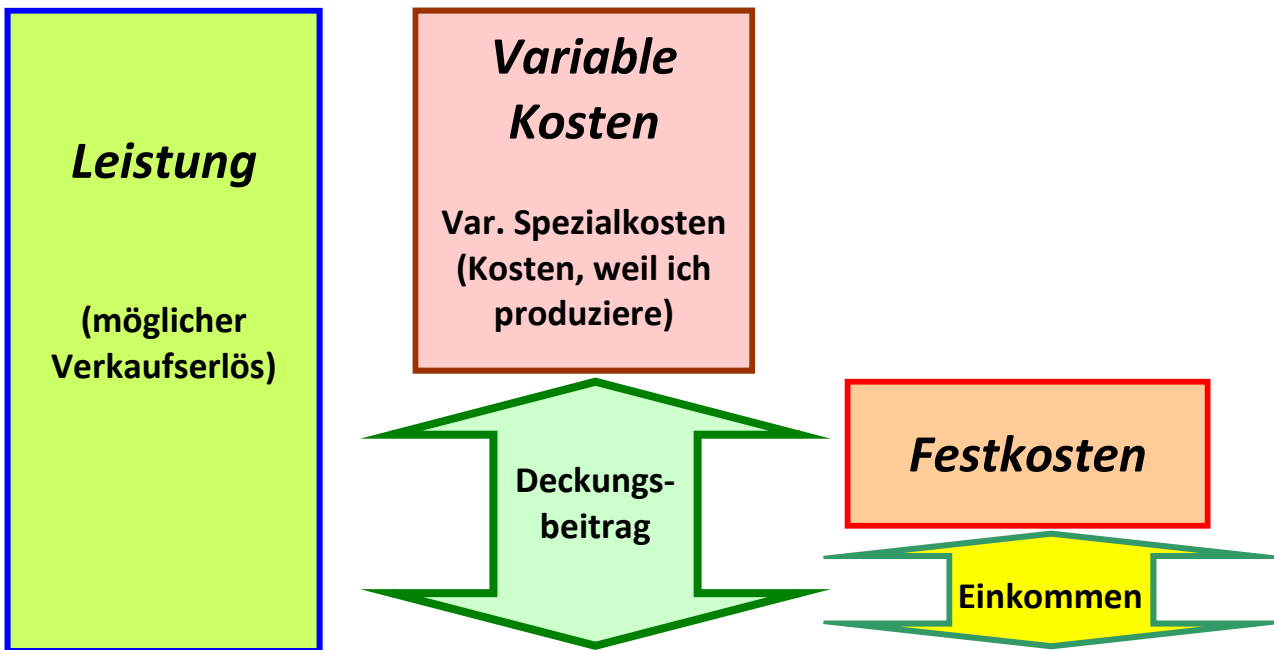 Leistung
(möglicher
Verkaufserlös)
Variable
Kosten
Var. Spezialkosten
(Kosten, weil ich
produziere)
Deckungs-
beitrag
Festkosten
Einkommen